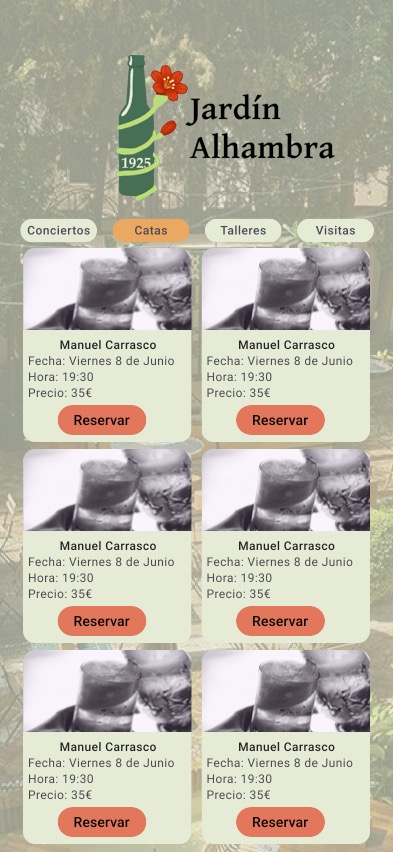 1925
Jardín
Alhambra
Conciertos
Catas
Talleres
Visitas
Manuel Carrasco
Fecha: Viernes 8 de Junio
Hora: 19:30
Precio: 35€
Reservar
Manuel Carrasco
Fecha: Viernes 8 de Junio
Hora: 19:30
Precio: 35€
Reservar
Manuel Carrasco
Fecha: Viernes 8 de Junio
Hora: 19:30
Precio: 35€
Reservar
Manuel Carrasco
Fecha: Viernes 8 de Junio
Hora: 19:30
Precio: 35€
Reservar
Manuel Carrasco
Fecha: Viernes 8 de Junio
Hora: 19:30
Precio: 35€
Reservar
Manuel Carrasco
Fecha: Viernes 8 de Junio
Hora: 19:30
Precio: 35€
Reservar